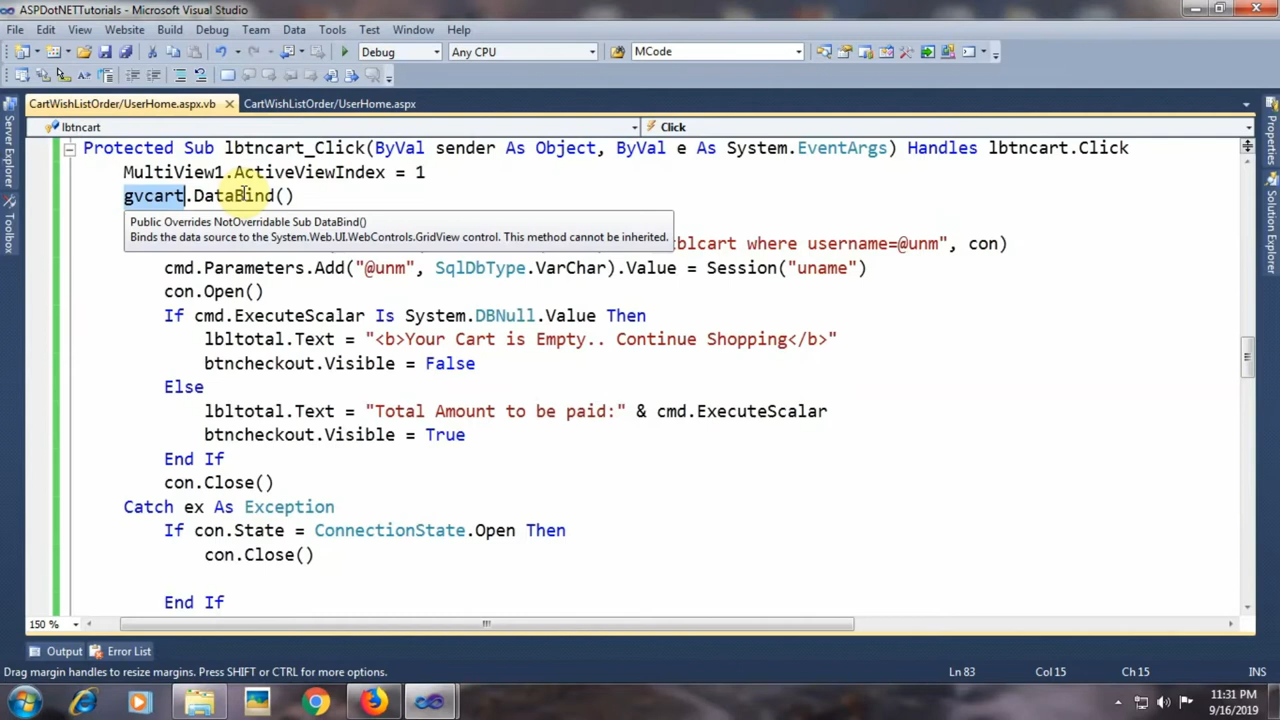 ASPDotNETTutorials - Microsoft Visual Studio
File Edit View Website Build Debug Team Data Tools Test Window Help
Debug Any CPU MCode
CartWishListOrder/UserHome.aspx.vb CartWishListOrder/UserHome.aspx
lbtncart Click
Protected Sub lbtncart_Click(ByVal sender As Object, ByVal e As System.EventArgs) Handles lbtncart.Click
MultiView1.ActiveViewIndex = 1
gvcart.DataBind()
Public Overrides NotOverridable Sub DataBind()
Binds the data source to the System.Web.UI.WebControls.GridView control. This method cannot be inherited.
where username=@unm", con)
cmd.Parameters.Add("@unm", SqlDbType.VarChar).Value = Session("uname")
con.Open()
If cmd.ExecuteScalar Is System.DBNull.Value Then
lbltotal.Text = "<b>Your Cart is Empty.. Continue Shopping</b>"
btncheckout.Visible = False
Else
lbltotal.Text = "Total Amount to be paid:" & cmd.ExecuteScalar
btncheckout.Visible = True
End If
con.Close()
Catch ex As Exception
If con.State = ConnectionState.Open Then
con.Close()
End If
150 %
Output Error List
Drag margin handles to resize margins. Press SHIFT or CTRL for more options. Ln 83 Col 15 Ch 15 INS
11:31 PM
9/16/2019
Server Explorer
Toolbox
Properties
Solution Explorer